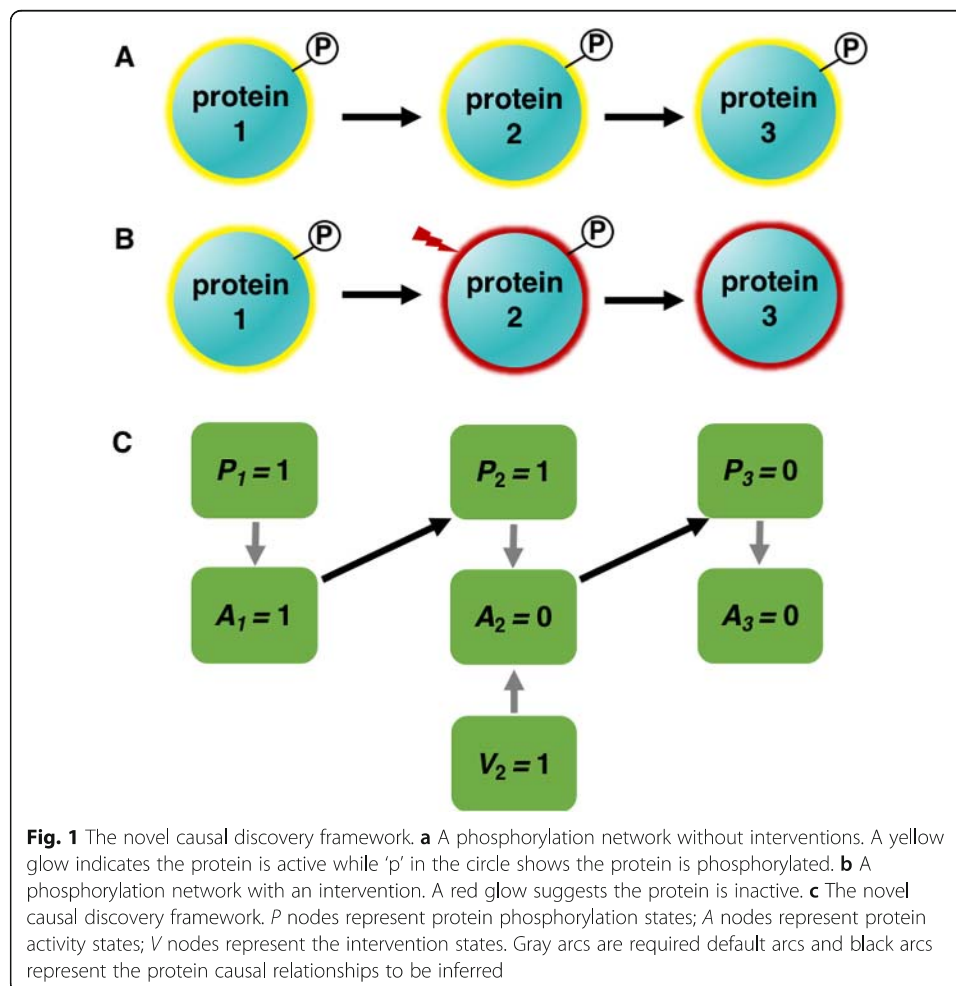 A
P
P
P
protein
1
protein
2
protein
3
B
P
P
protein
1
protein
2
protein
3
C
P1 = 1
P2 = 1
P3 = 0
A1 = 1
A2 = 0
A3 = 0
V2 = 1
Fig. 1 The novel causal discovery framework. a A phosphorylation network without interventions. A yellow
glow indicates the protein is active while ‘p’ in the circle shows the protein is phosphorylated. b A
phosphorylation network with an intervention. A red glow suggests the protein is inactive. c The novel
causal discovery framework. P nodes represent protein phosphorylation states; A nodes represent protein
activity states; V nodes represent the intervention states. Gray arcs are required default arcs and black arcs
represent the protein causal relationships to be inferred